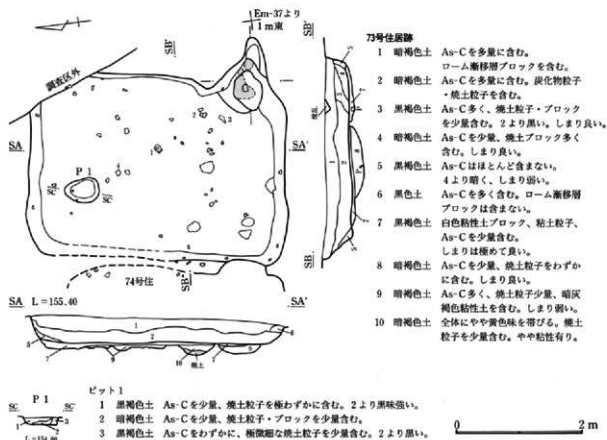 Em-37より
1m東
SB'
調査区外
SA
SA'
P 1
SC
SC'
1
2
3
4
74号住
SB
SB'
SB
SA L=155.40
SA'
焼土
73号住居跡
1 暗褐色土 As-Cを多量に含む。
ローム漸移層ブロックを含む。
2 暗褐色土 As-Cを多量に含む。炭化物粒子
・焼土粒子を含む。
3 黒褐色土 As-C多く、焼土粒子・ブロック
を少量含む。2より黒い。しまり良い。
4 暗褐色土 As-Cを少量、焼土ブロック多く
含む。しまり良い。
5 黒褐色土 As-Cはほとんど含まない。
4より暗く、しまり弱い。
6 黒色土 As-Cを多く含む。ローム漸移層
ブロックは含まない。
7 黒褐色土 白色粘性土ブロック、粘土粒子、
As-Cを少量含む。
しまりは極めて良い。
8 暗褐色土 As-Cを少量、焼土粒子をわずか
に含む。しまり良い。
9 暗褐色土 As-C多く、焼土粒子少量、暗灰
褐色粘性土を含む。しまり弱い。
10 暗褐色土 全体にやや黄色味を帯びる。焼土
粒子を少量含む。やや粘性有り。
P 1
SC
SC'
L=154.80
ピット1
1 黒褐色土 As-Cを少量、焼土粒子を極わずかに含む。2より黒味強い。
2 暗褐色土 As-Cを少量、焼土粒子・ブロックを少量含む。
3 黒褐色土 As-Cをわずかに、極微細な焼土粒子を少量含む。2より黒い。
0 2m